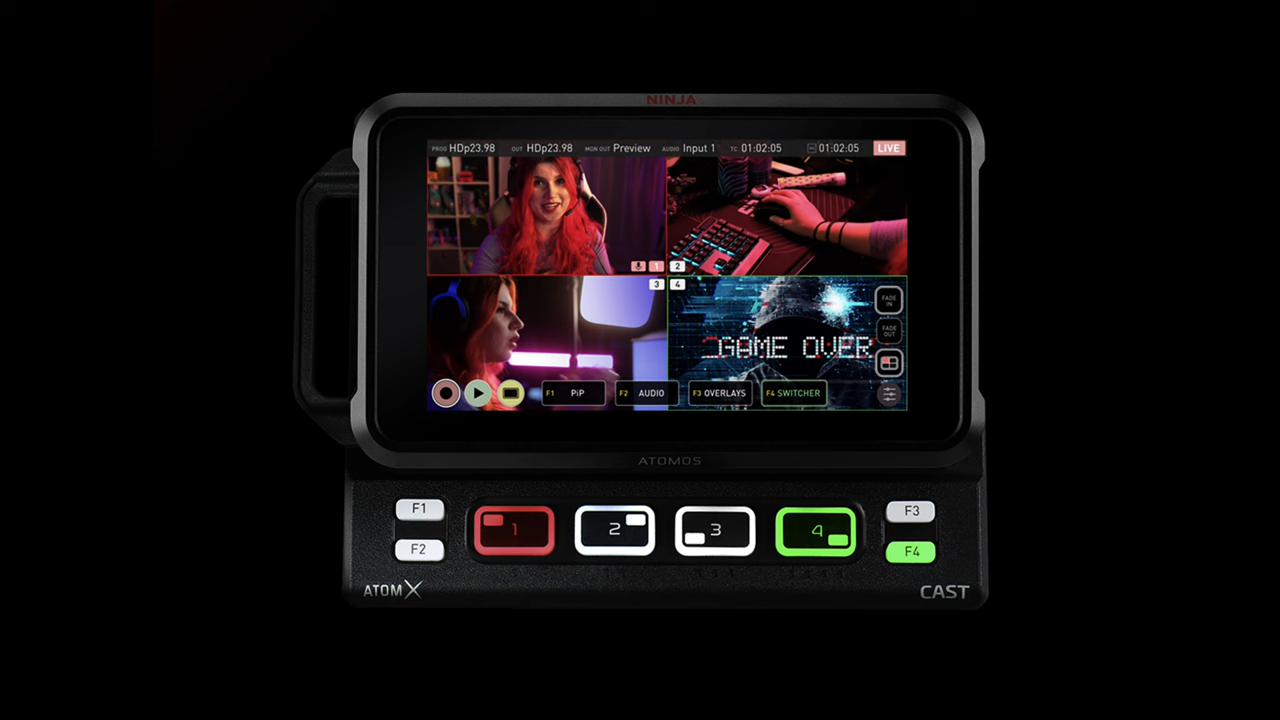 NINJA
PROG HDp23.98 OUT HDp23.98 MON OUT Preview AUDIO Input 1 TC 01:02:05 01:02:05 LIVE
1 2
3 4
FADE IN
GAME OVER
FADE OUT
F1 PiP F2 AUDIO F3 OVERLAYS F4 SWITCHER
ATOMOS
F1 1 2 3 4 F3
F2 F4
ATOMX CAST